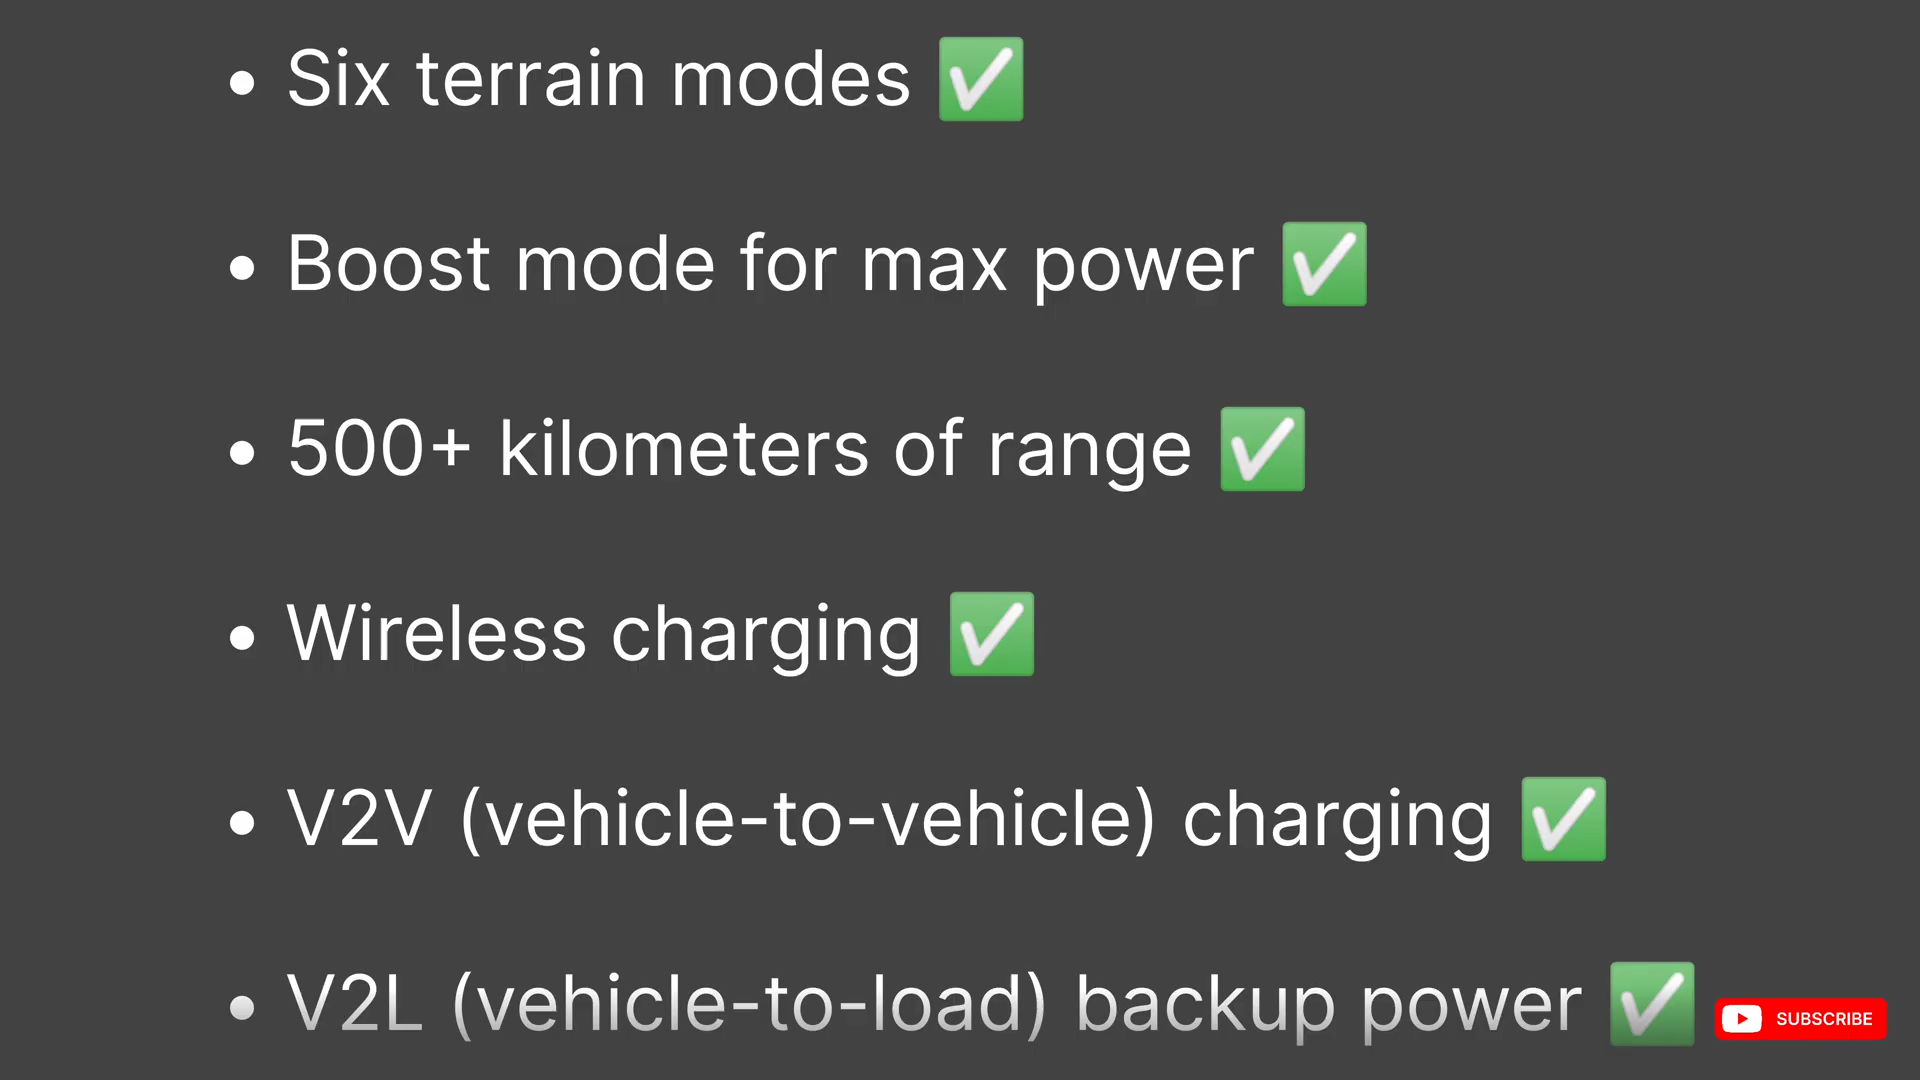 • Six terrain modes ✅
• Boost mode for max power ✅
• 500+ kilometers of range ✅
• Wireless charging ✅
• V2V (vehicle-to-vehicle) charging ✅
• V2L (vehicle-to-load) backup power ✅
SUBSCRIBE